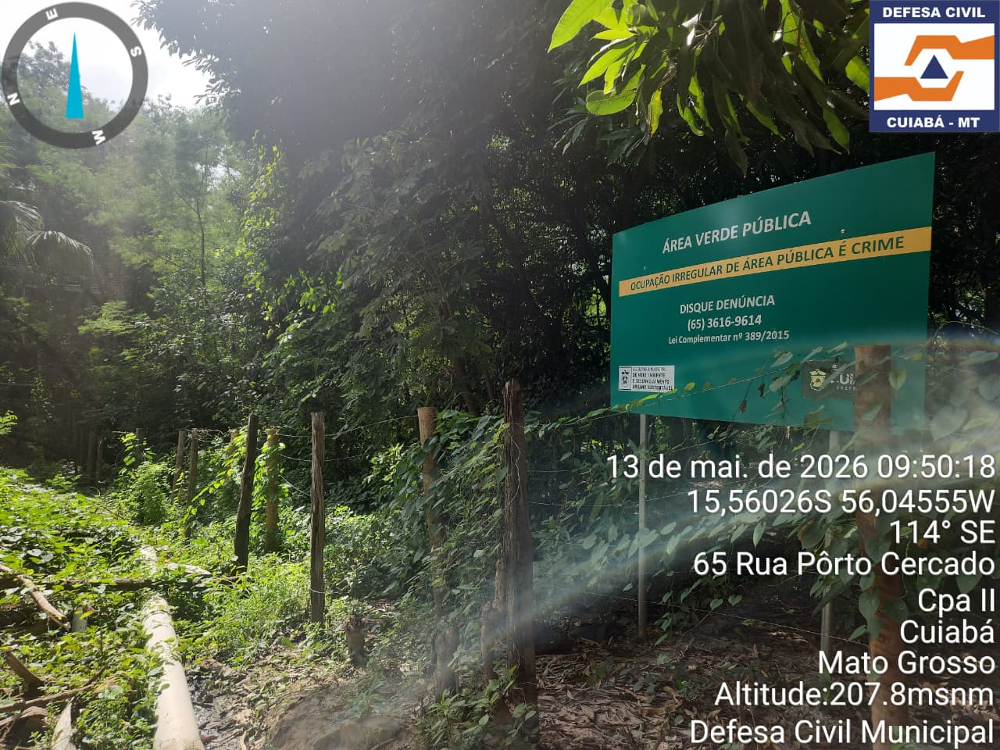 E
S
N
W
DEFESA CIVIL
CUIABÁ - MT
ÁREA VERDE PÚBLICA
OCUPAÇÃO IRREGULAR DE ÁREA PÚBLICA É CRIME
DISQUE DENÚNCIA
(65) 3616-9614
Lei Complementar nº 389/2015
SECRETARIA MUNICIPAL
DE MEIO AMBIENTE
E DESENVOLVIMENTO
URBANO SUSTENTÁVEL
13 de mai. de 2026 09:50:18
15,56026S 56,04555W
114° SE
65 Rua Pôrto Cercado
Cpa II
Cuiabá
Mato Grosso
Altitude:207.8msnm
Defesa Civil Municipal